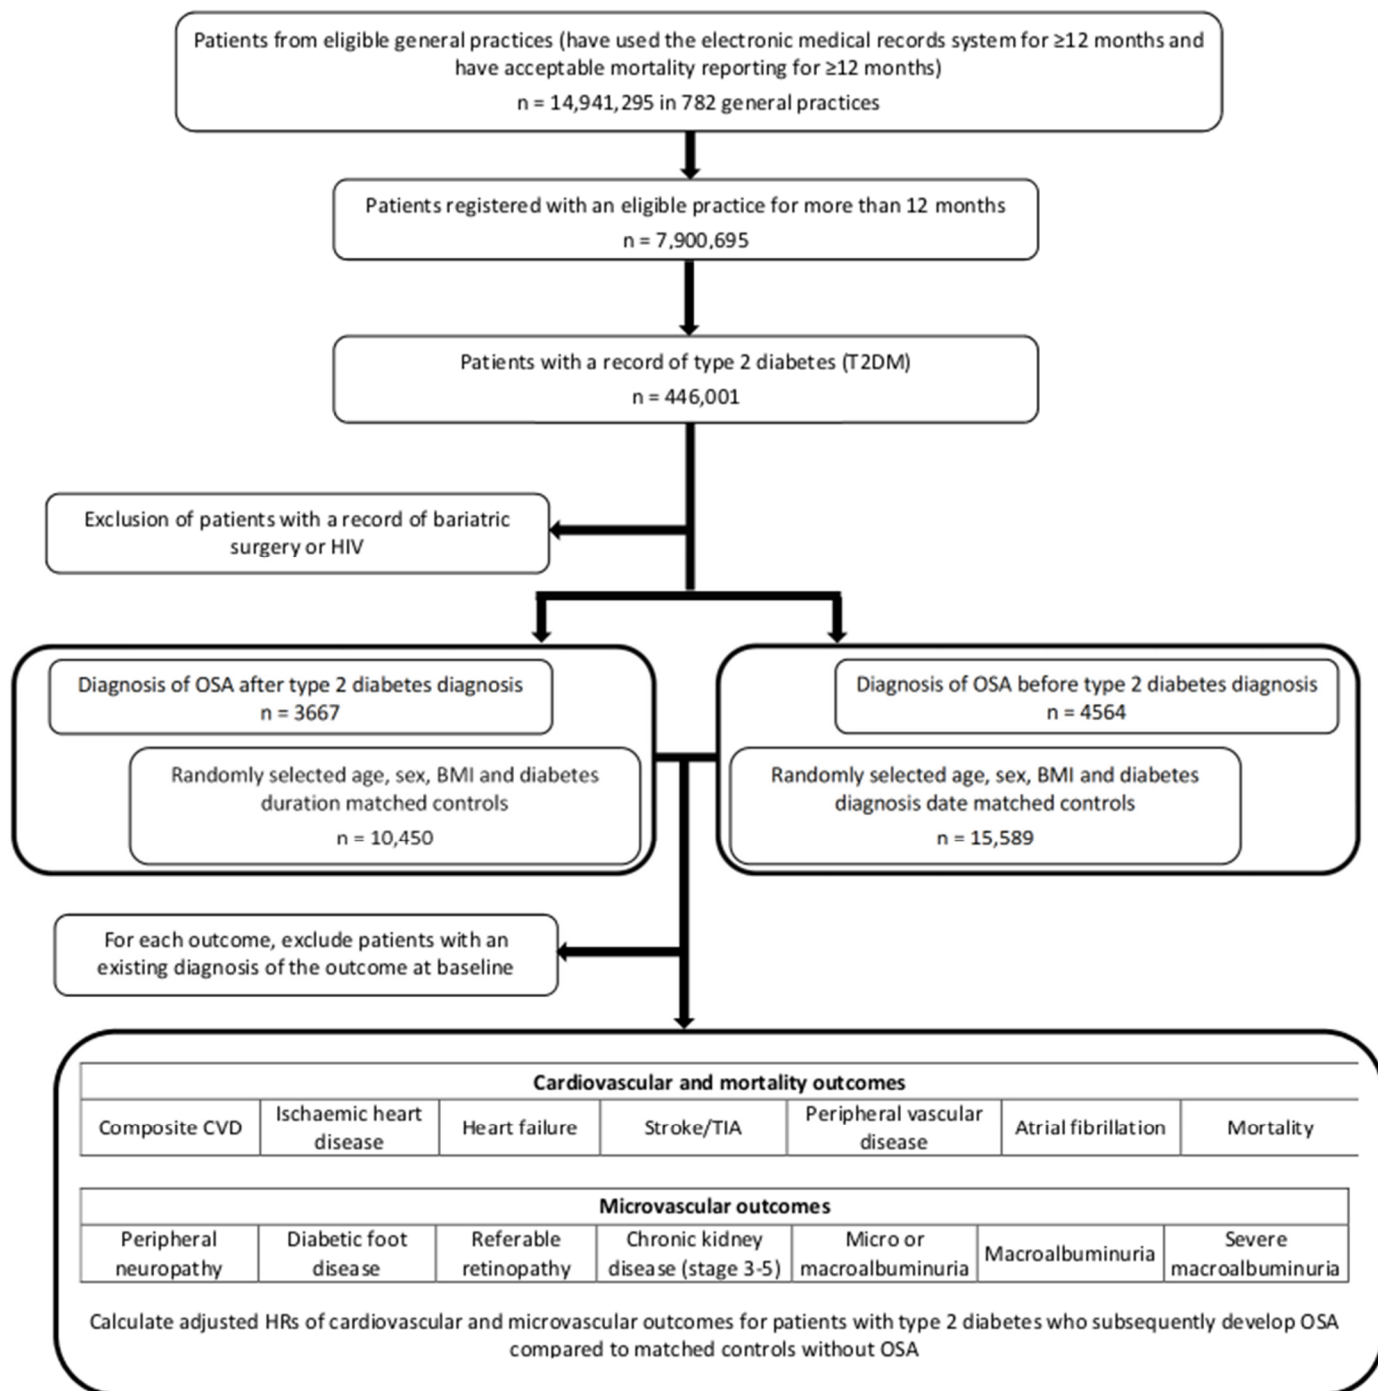 Patients from eligible general practices (have used the electronic medical records system for ≥12 months and
have acceptable mortality reporting for ≥12 months)
n = 14,941,295 in 782 general practices
Patients registered with an eligible practice for more than 12 months
n = 7,900,695
Patients with a record of type 2 diabetes (T2DM)
n = 446,001
Exclusion of patients with a record of bariatric
surgery or HIV
Diagnosis of OSA after type 2 diabetes diagnosis
n = 3667
Randomly selected age, sex, BMI and diabetes
duration matched controls
n = 10,450
Diagnosis of OSA before type 2 diabetes diagnosis
n = 4564
Randomly selected age, sex, BMI and diabetes
diagnosis date matched controls
n = 15,589
For each outcome, exclude patients with an
existing diagnosis of the outcome at baseline
Cardiovascular and mortality outcomes
Composite CVD
Ischaemic heart
disease
Heart failure
Stroke/TIA
Peripheral vascular
disease
Atrial fibrillation
Mortality
Microvascular outcomes
Peripheral
neuropathy
Diabetic foot
disease
Referable
retinopathy
Chronic kidney
disease (stage 3-5)
Micro or
macroalbuminuria
Macroalbuminuria
Severe
macroalbuminuria
Calculate adjusted HRs of cardiovascular and microvascular outcomes for patients with type 2 diabetes who subsequently develop OSA
compared to matched controls without OSA